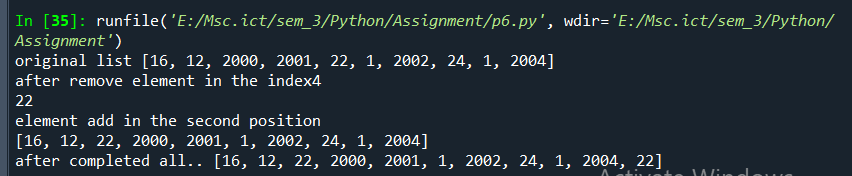 In [35]: runfile('E:/Msc.ict/sem_3/Python/Assignment/p6.py', wdir='E:/Msc.ict/sem_3/Python/
Assignment')
original list [16, 12, 2000, 2001, 22, 1, 2002, 24, 1, 2004]
after remove element in the index4
22
element add in the second position
[16, 12, 22, 2000, 2001, 1, 2002, 24, 1, 2004]
after completed all.. [16, 12, 22, 2000, 2001, 1, 2002, 24, 1, 2004, 22]
Activate Windows